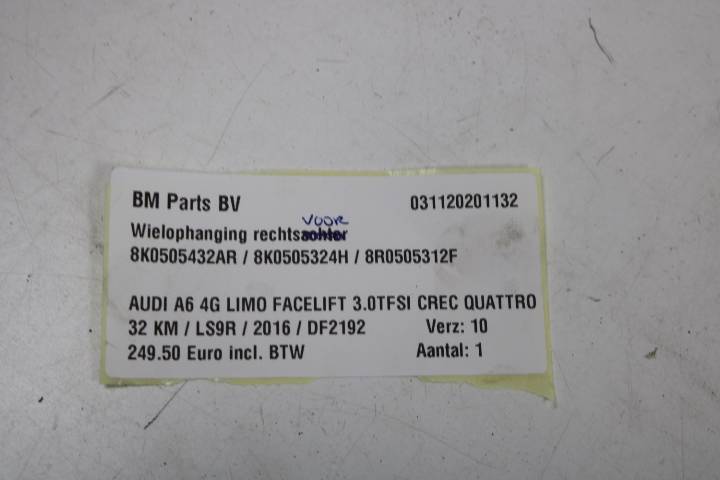 BM Parts BV 031120201132
VOOR
Wielophanging rechtsachter
8K0505432AR / 8K0505324H / 8R0505312F
AUDI A6 4G LIMO FACELIFT 3.0TFSI CREC QUATTRO
32 KM / LS9R / 2016 / DF2192 Verz: 10
249.50 Euro incl. BTW Aantal: 1